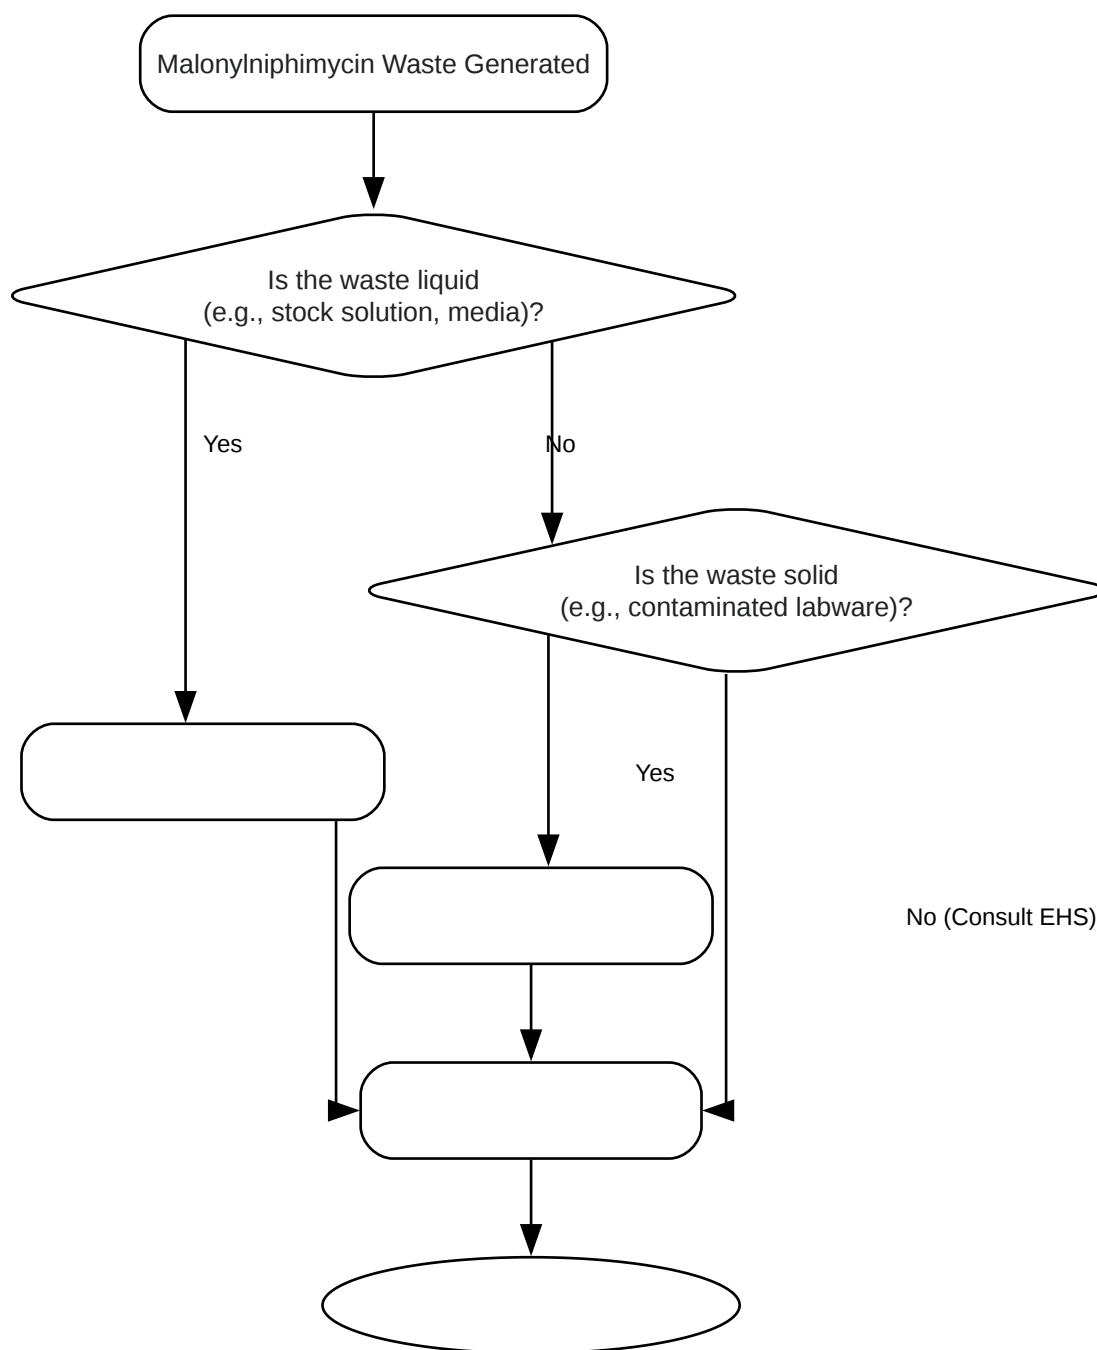 Malonylniphimycin Waste Generated
Is the waste liquid
(e.g., stock solution, media)?
Yes
No
Is the waste solid
(e.g., contaminated labware)?
Yes
No (Consult EHS)